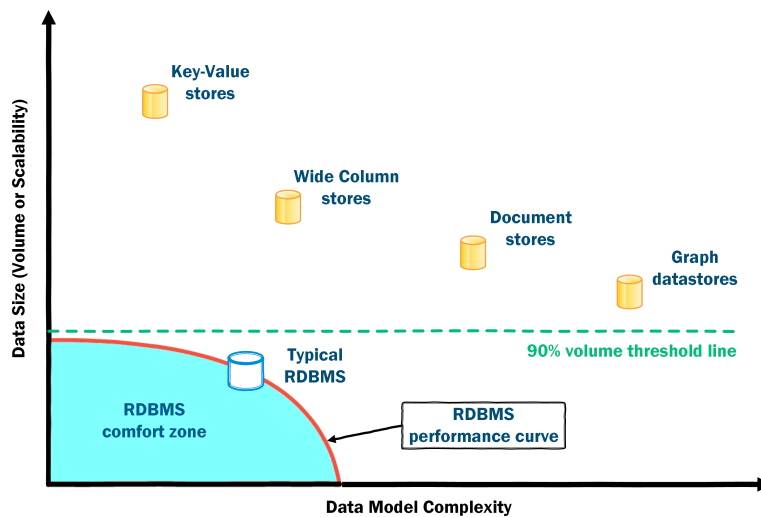 Key-Value
stores
Wide Column
stores
Document
stores
Graph
datastores
Data Size (Volume or Scalability)
90% volume threshold line
Typical
RDBMS
RDBMS
comfort zone
RDBMS
performance curve
Data Model Complexity